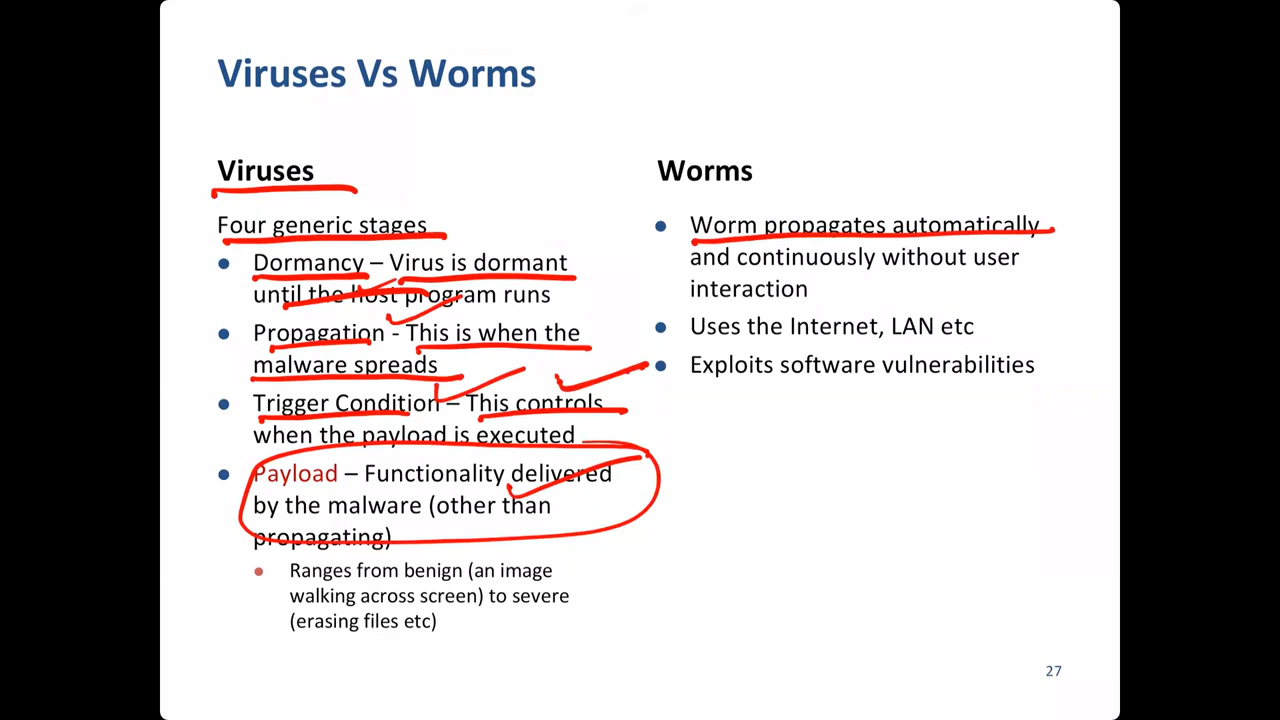 Viruses Vs Worms
Viruses
Four generic stages
● Dormancy – Virus is dormant
until the host program runs
● Propagation - This is when the
malware spreads
● Trigger Condition – This controls
when the payload is executed
● Payload – Functionality delivered
by the malware (other than
propagating)
● Ranges from benign (an image
walking across screen) to severe
(erasing files etc)
Worms
● Worm propagates automatically
and continuously without user
interaction
● Uses the Internet, LAN etc
● Exploits software vulnerabilities
27